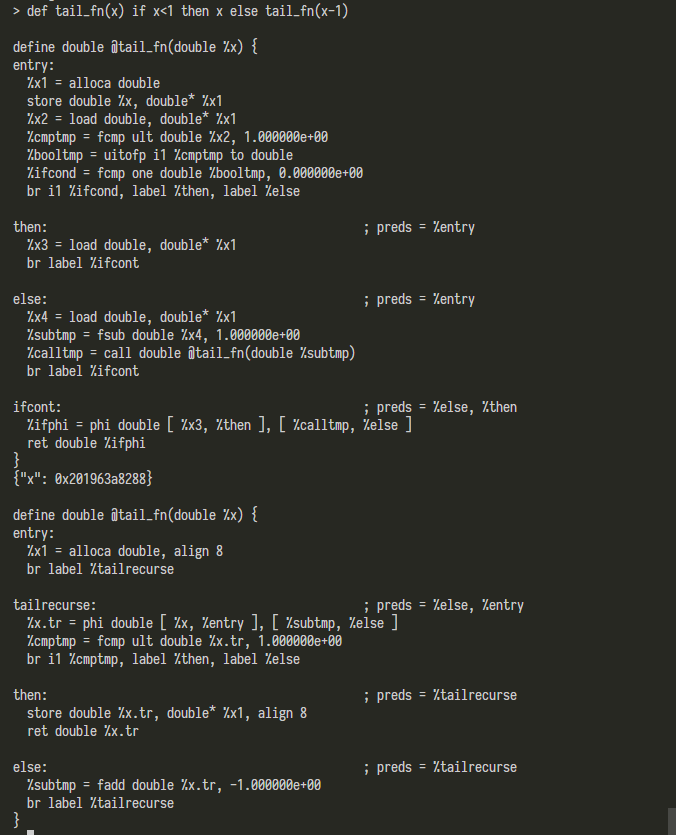 > def tail_fn(x) if x<1 then x else tail_fn(x-1)

define double @tail_fn(double %x) {
entry:
  %x1 = alloca double
  store double %x, double* %x1
  %x2 = load double, double* %x1
  %cmptmp = fcmp ult double %x2, 1.000000e+00
  %booltmp = uitofp i1 %cmptmp to double
  %ifcond = fcmp one double %booltmp, 0.000000e+00
  br i1 %ifcond, label %then, label %else

then:                                             ; preds = %entry
  %x3 = load double, double* %x1
  br label %ifcont

else:                                             ; preds = %entry
  %x4 = load double, double* %x1
  %subtmp = fsub double %x4, 1.000000e+00
  %calltmp = call double @tail_fn(double %subtmp)
  br label %ifcont

ifcont:                                           ; preds = %else, %then
  %ifphi = phi double [ %x3, %then ], [ %calltmp, %else ]
  ret double %ifphi
}
{"x": 0x201963a8288}

define double @tail_fn(double %x) {
entry:
  %x1 = alloca double, align 8
  br label %tailrecurse

tailrecurse:                                      ; preds = %else, %entry
  %x.tr = phi double [ %x, %entry ], [ %subtmp, %else ]
  %cmptmp = fcmp ult double %x.tr, 1.000000e+00
  br i1 %cmptmp, label %then, label %else

then:                                             ; preds = %tailrecurse
  store double %x.tr, double* %x1, align 8
  ret double %x.tr

else:                                             ; preds = %tailrecurse
  %subtmp = fadd double %x.tr, -1.000000e+00
  br label %tailrecurse
}